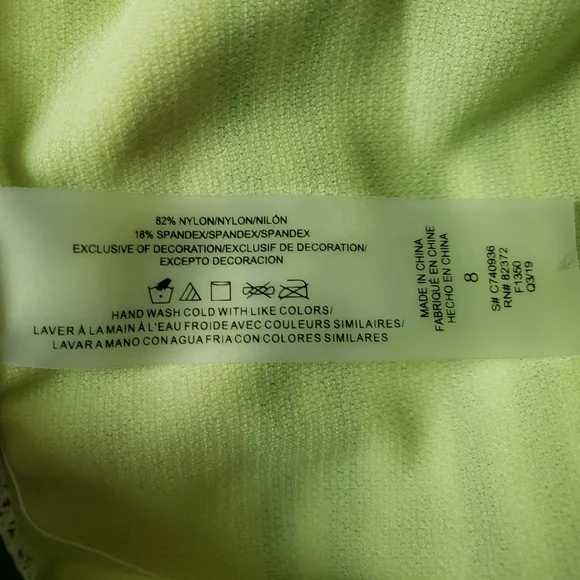 82% NYLON/NYLON/NILÓN
18% SPANDEX/SPANDEX/SPANDEX
EXCLUSIVE OF DECORATION/EXCLUSIF DE DECORATION/
EXCEPTO DECORACION
HAND WASH COLD WITH LIKE COLORS/
LAVER À LA MAIN À L'EAU FROIDE AVEC COULEURS SIMILAIRES/
LAVAR A MANO CON AGUA FRIA CON COLORES SIMILARES
MADE IN CHINA
FABRIQUÉ EN CHINE
HECHO EN CHINA
8
S# C740936
RN# 82372
F1350
Q3/19